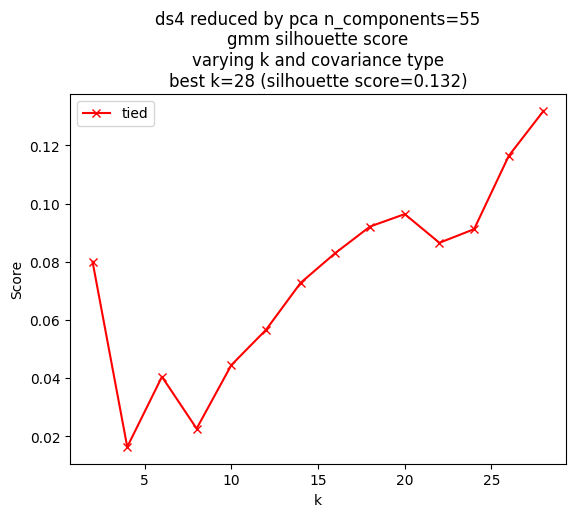 ds4 reduced by pca n_components=55
gmm silhouette score
varying k and covariance type
best k=28 (silhouette score=0.132)
tied
0.12
0.10
0.08
0.06
0.04
0.02
Score
5
10
15
20
25
k